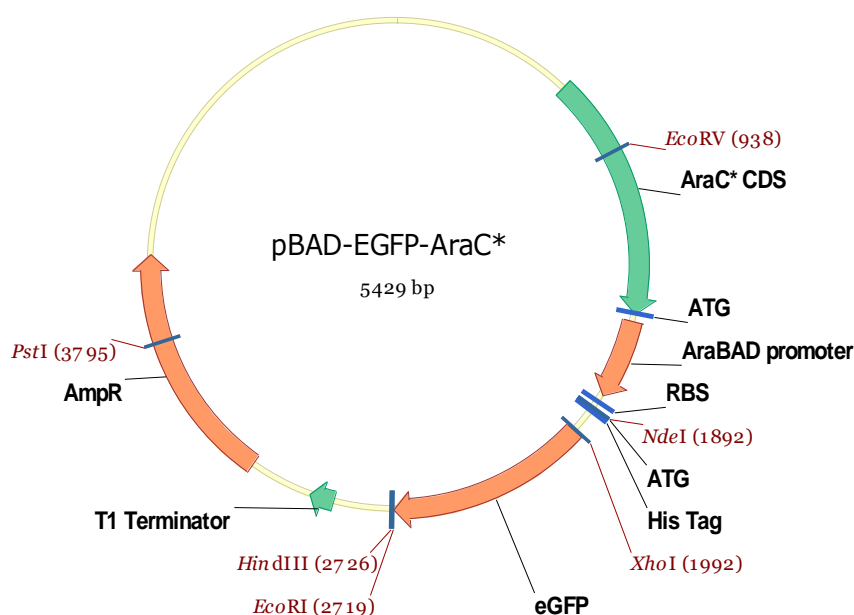 EcoRV (938)
AraC* CDS
pBAD-EGFP-AraC*
5429 bp
ATG
AraBAD promoter
PstI (3795)
AmpR
RBS
NdeI (1892)
ATG
His Tag
T1 Terminator
HindIII (2726)
XhoI (1992)
EcoRI (2719)
eGFP